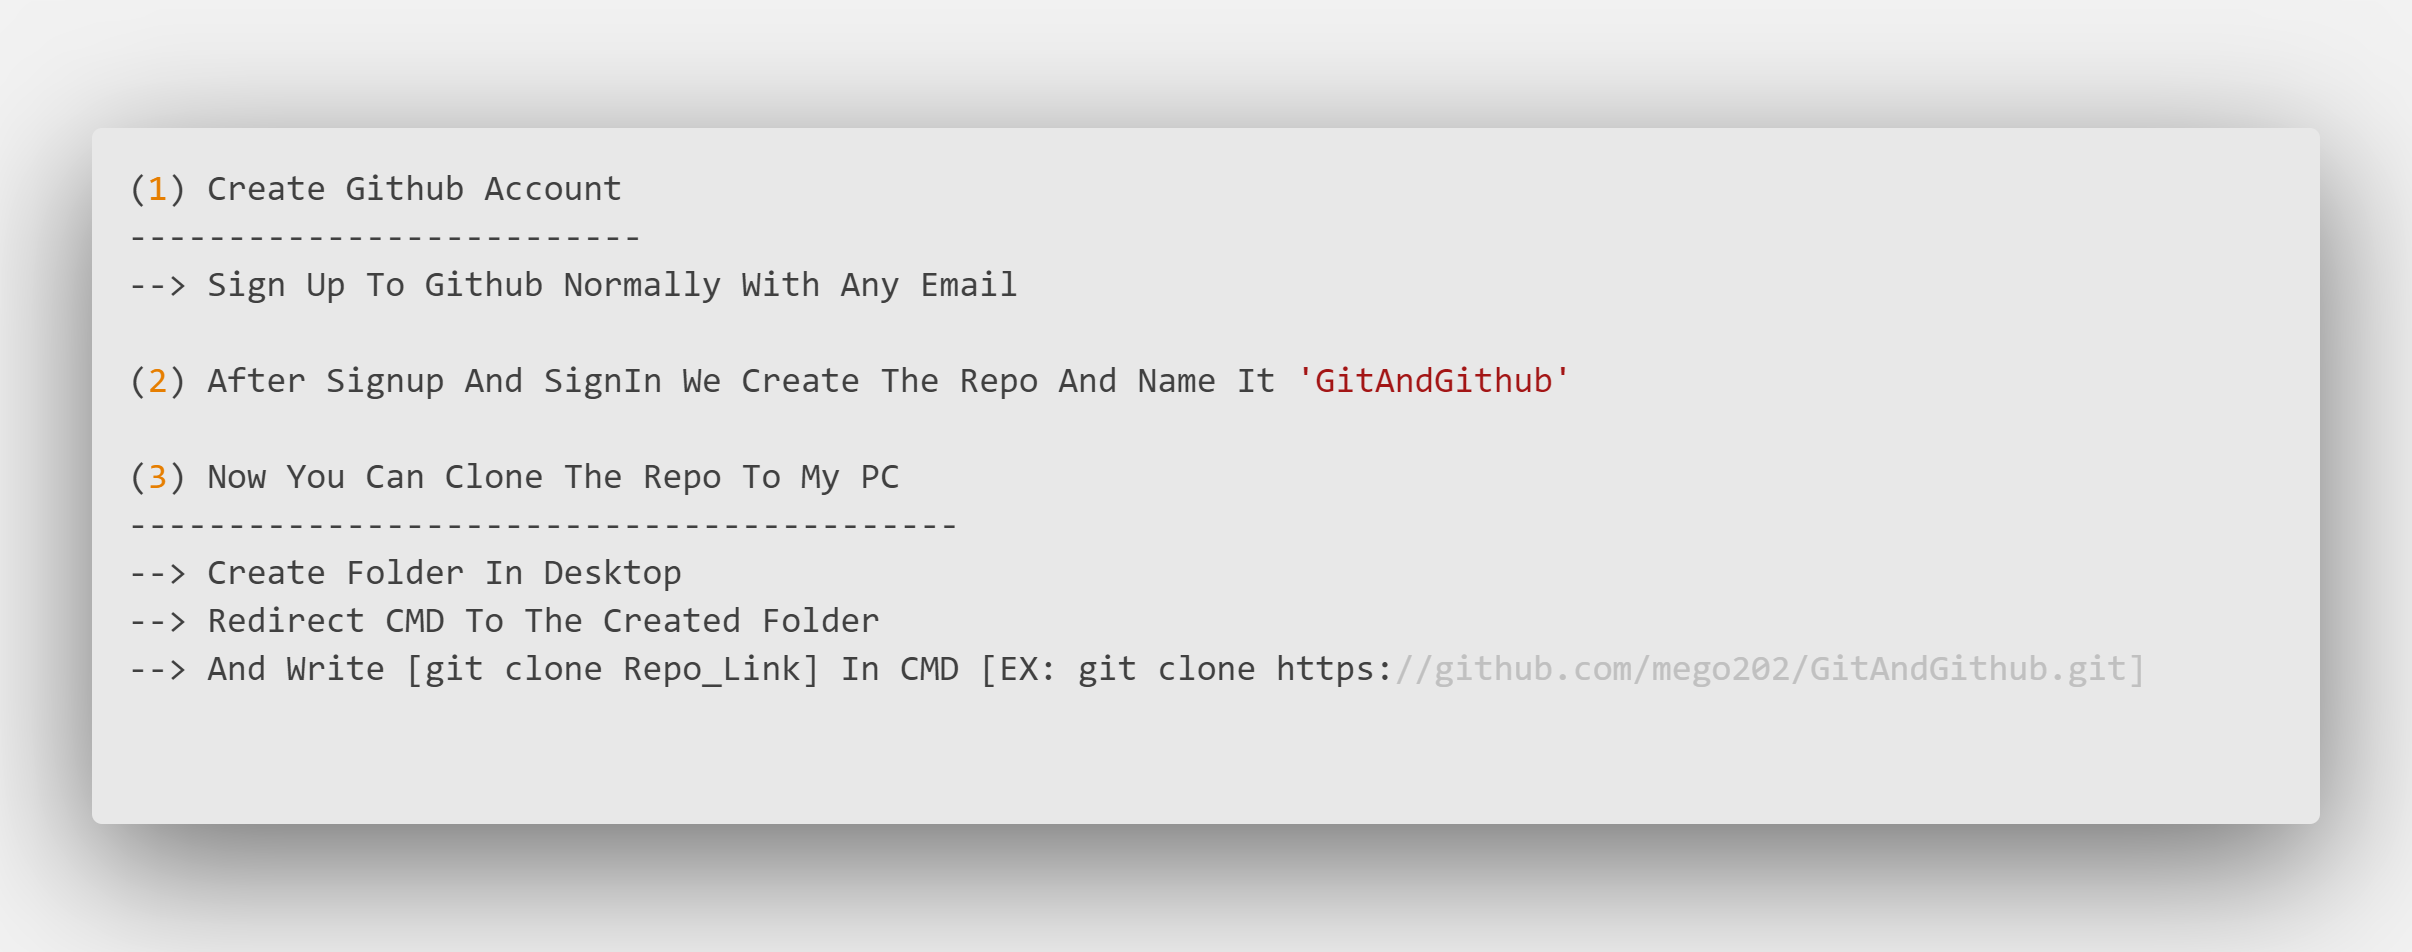 (1) Create Github Account
--------------------------
--> Sign Up To Github Normally With Any Email
(2) After Signup And SignIn We Create The Repo And Name It 'GitAndGithub'
(3) Now You Can Clone The Repo To My PC
------------------------------------------
--> Create Folder In Desktop
--> Redirect CMD To The Created Folder
--> And Write [git clone Repo_Link] In CMD [EX: git clone https://github.com/mego202/GitAndGithub.git]